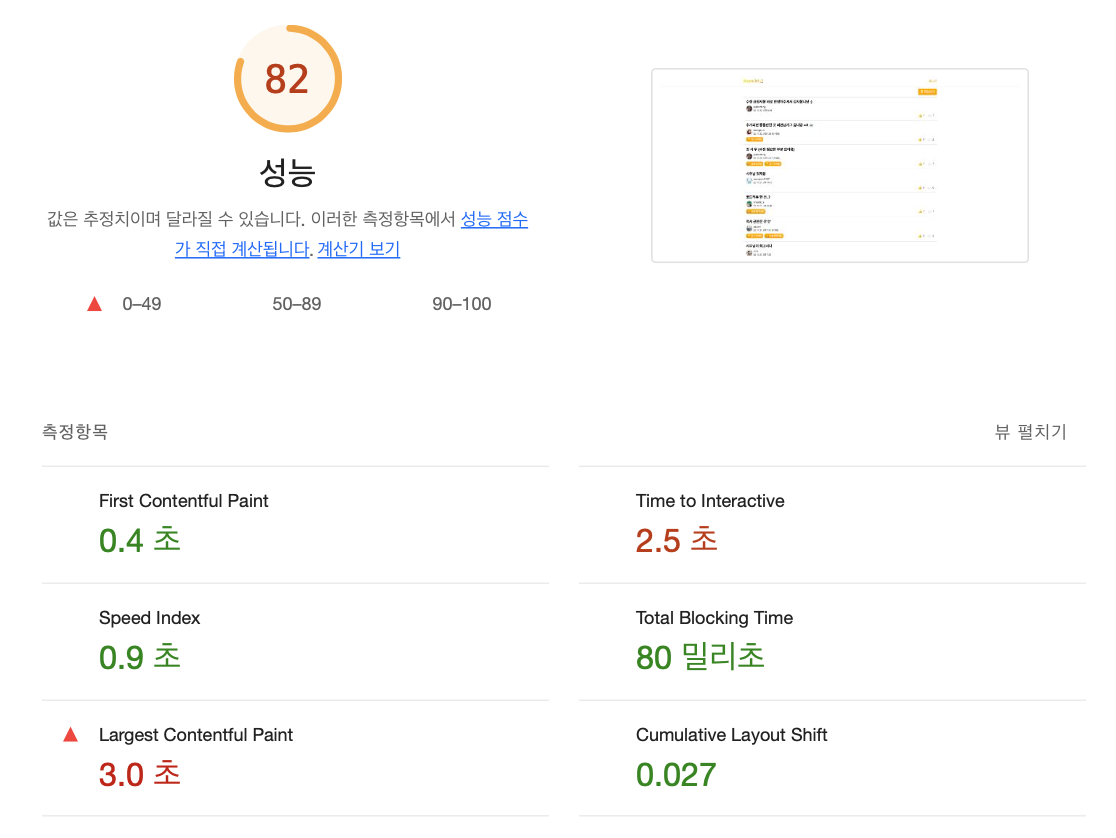 82
성능
값은 추정치이며 달라질 수 있습니다. 이러한 측정항목에서 성능 점수
가 직접 계산됩니다. 계산기 보기
0–49
50–89
90–100
측정항목
뷰 펼치기
First Contentful Paint
0.4 초
Time to Interactive
2.5 초
Speed Index
0.9 초
Total Blocking Time
80 밀리초
Largest Contentful Paint
3.0 초
Cumulative Layout Shift
0.027